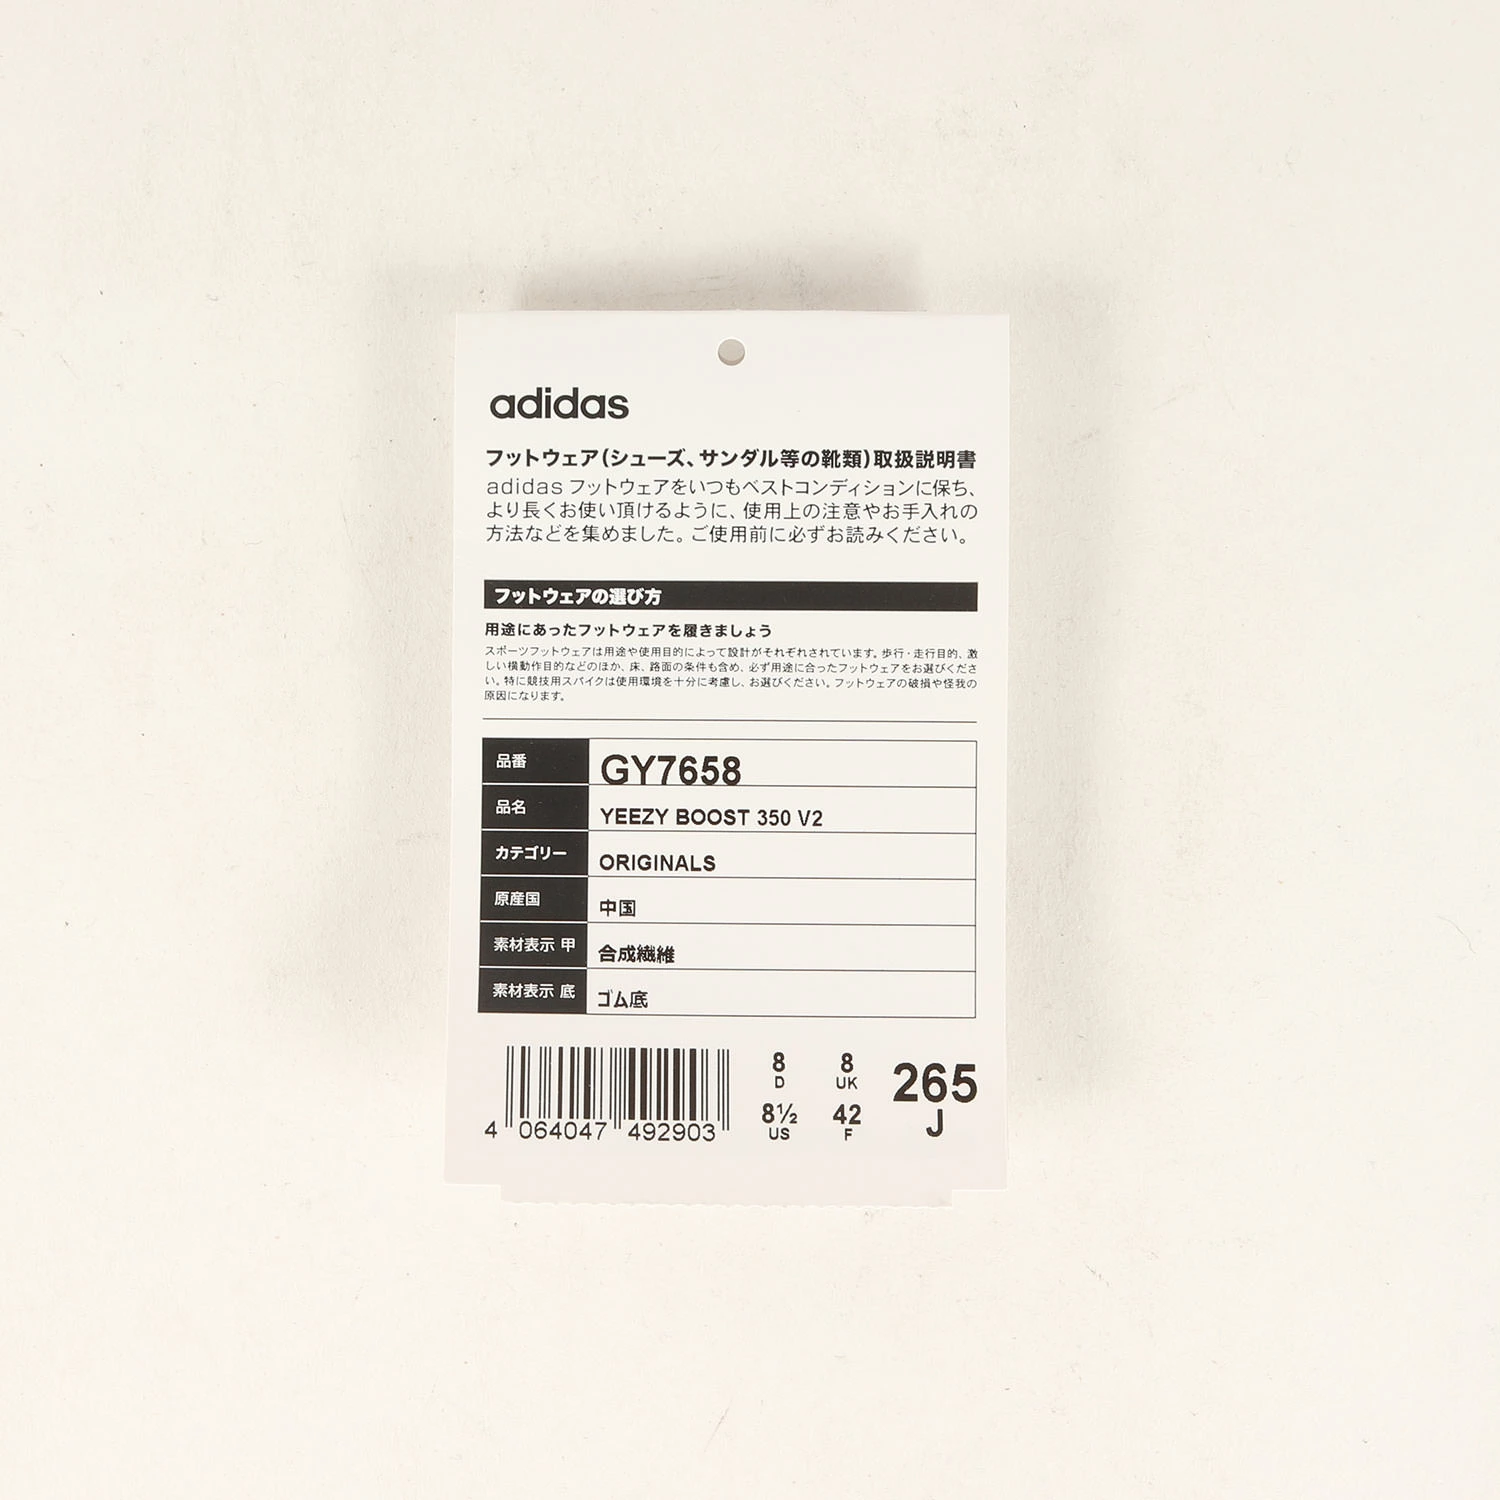 adidas
フットウェア(シューズ、サンダル等の靴類)取扱説明書
adidas フットウェアをいつもベストコンディションに保ち、
より長くお使い頂けるように、使用上の注意やお手入れの
方法などを集めました。ご使用前に必ずお読みください。
フットウェアの選び方
用途にあったフットウェアを履きましょう
スポーツフットウェアは用途や使用目的によって設計がそれぞれされています。歩行・走行目的、激
しい横動作目的などのほか、床、路面の条件も含め、必ず用途に合ったフットウェアをお選びくださ
い。特に競技用スパイクは使用環境を十分に考慮し、お選びください。フットウェアの破損や怪我の
原因になります。
品番 GY7658
品名 YEEZY BOOST 350 V2
カテゴリー ORIGINALS
原産国 中国
素材表示 甲 合成繊維
素材表示 底 ゴム底
4 064047 492903
8 D
8 UK
8½ US
42 F
265 J